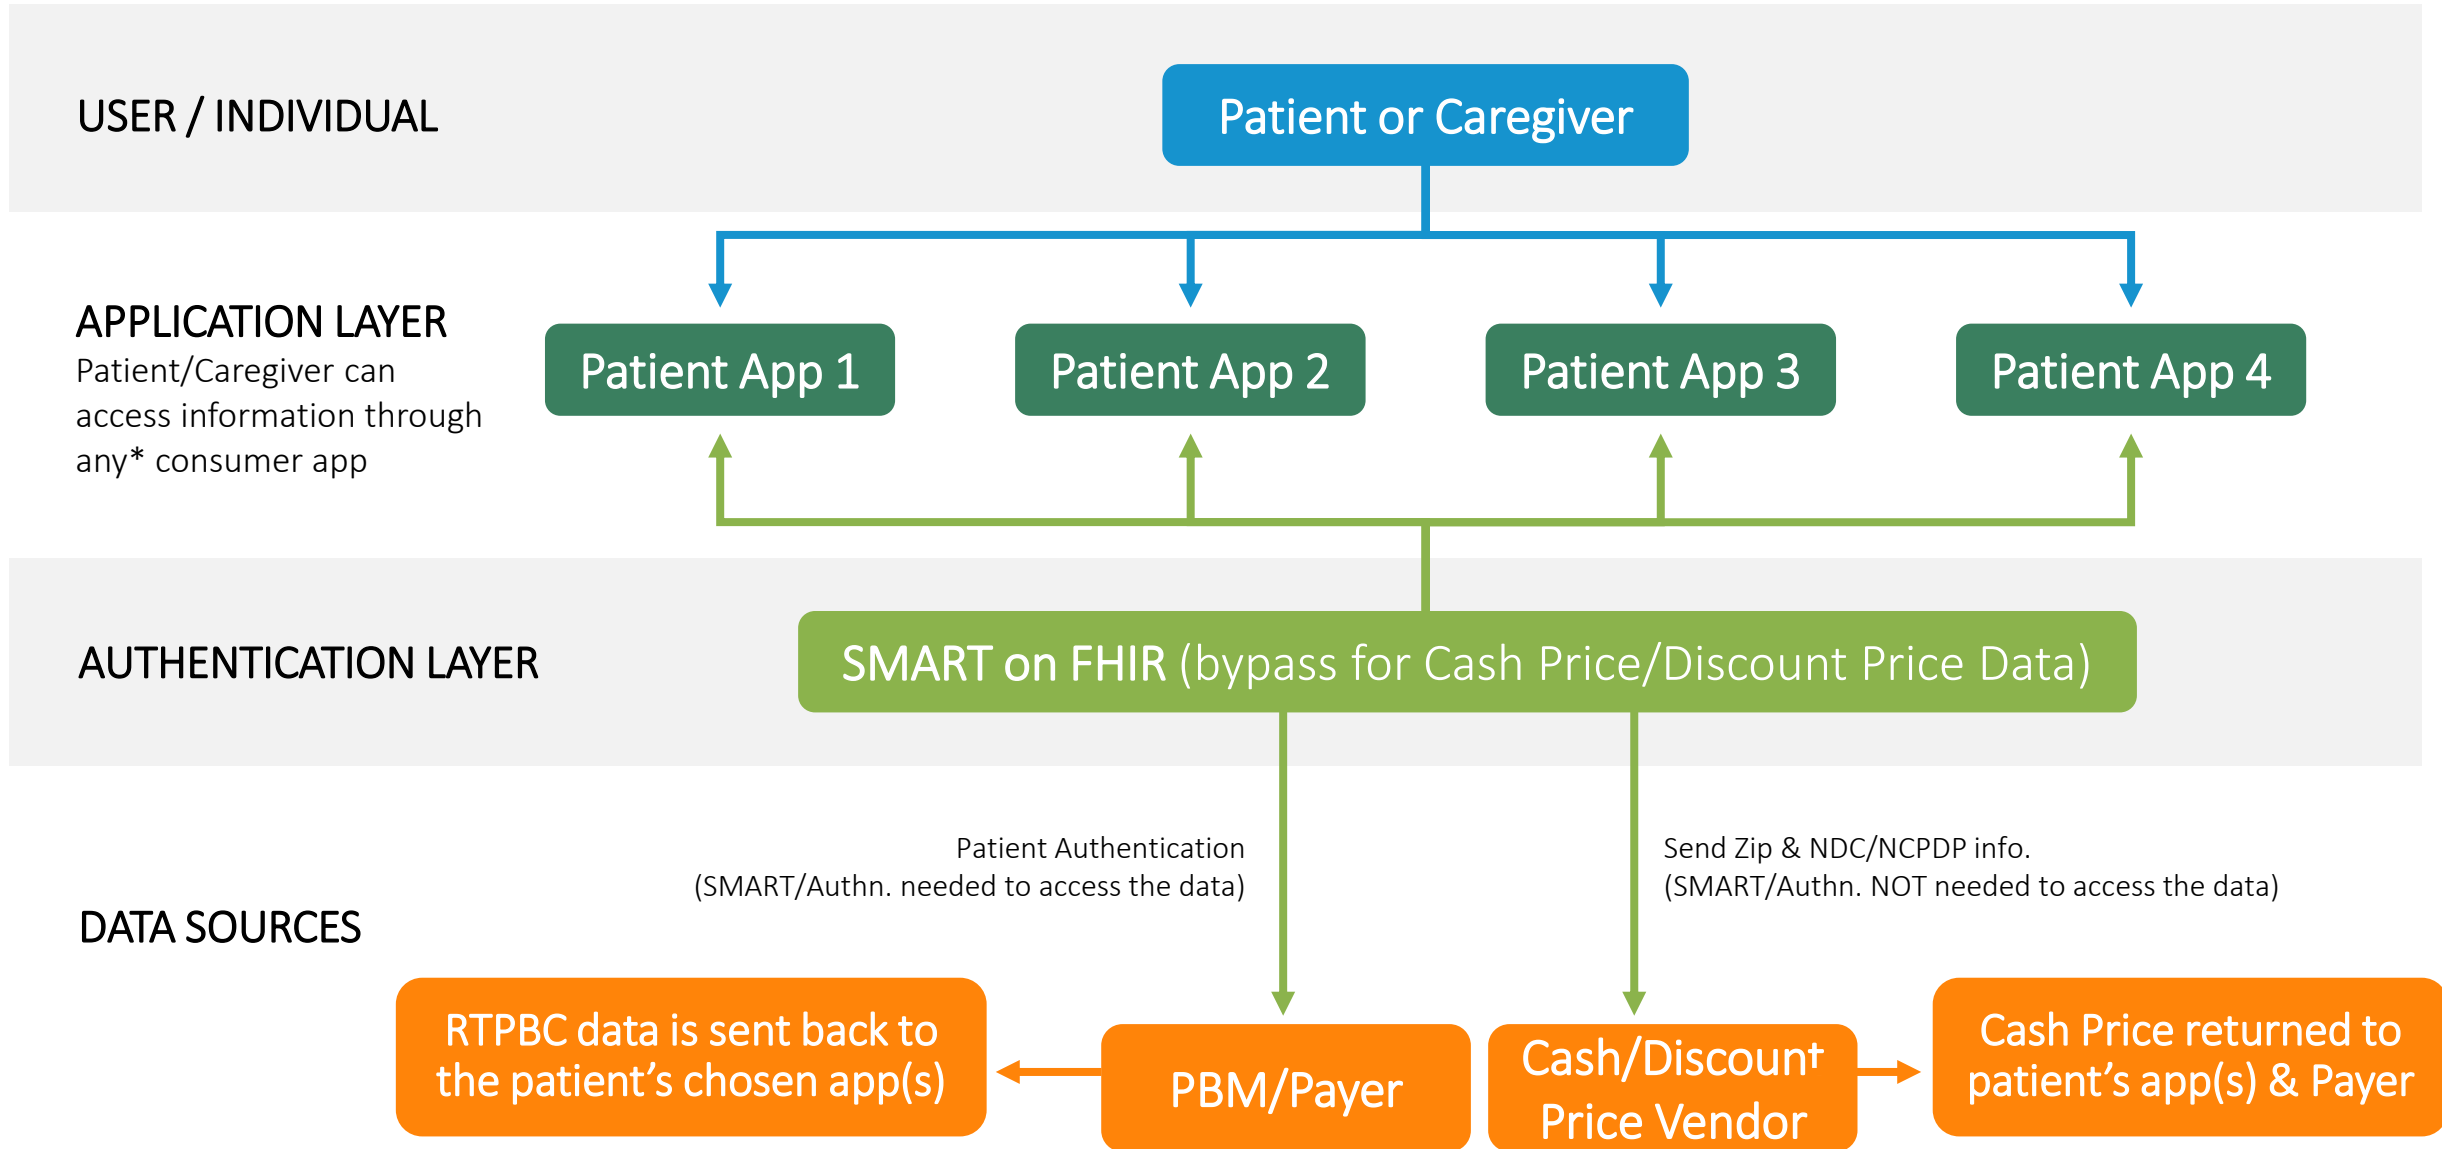 USER / INDIVIDUAL
Patient or Caregiver
APPLICATION LAYER
Patient/Caregiver can
access information through
any* consumer app
Patient App 1
Patient App 2
Patient App 3
Patient App 4
AUTHENTICATION LAYER
SMART on FHIR (bypass for Cash Price/Discount Price Data)
Patient Authentication
(SMART/Authn. needed to access the data)
Send Zip & NDC/NCPDP info.
(SMART/Authn. NOT needed to access the data)
DATA SOURCES
RTPBC data is sent back to
the patient’s chosen app(s)
PBM/Payer
Cash/Discount†
Price Vendor
Cash Price returned to
patient’s app(s) & Payer